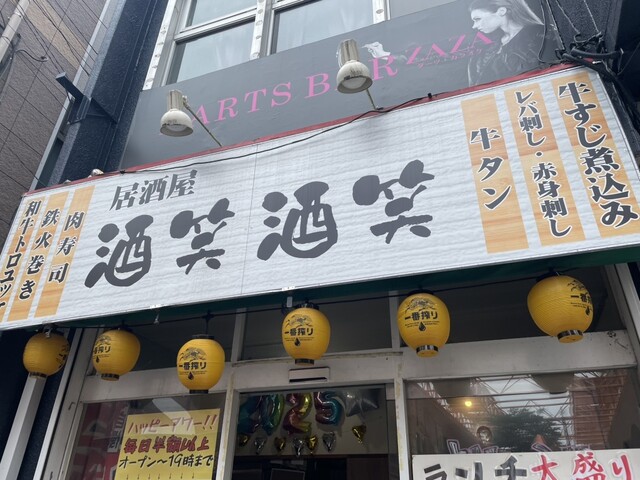 DARTS BAR ZAZA
居酒屋
酒笑酒笑
牛すじ煮込み
レバ刺し・赤身刺し
牛タン
肉寿司
鉄火巻き
和牛トロユッケ
一番搾り
一番搾り
一番搾り
一番搾り
一番搾り
ハッピーアワー!!
毎日半額以上
オープン〜19時まで
2025
ランチ大盛り